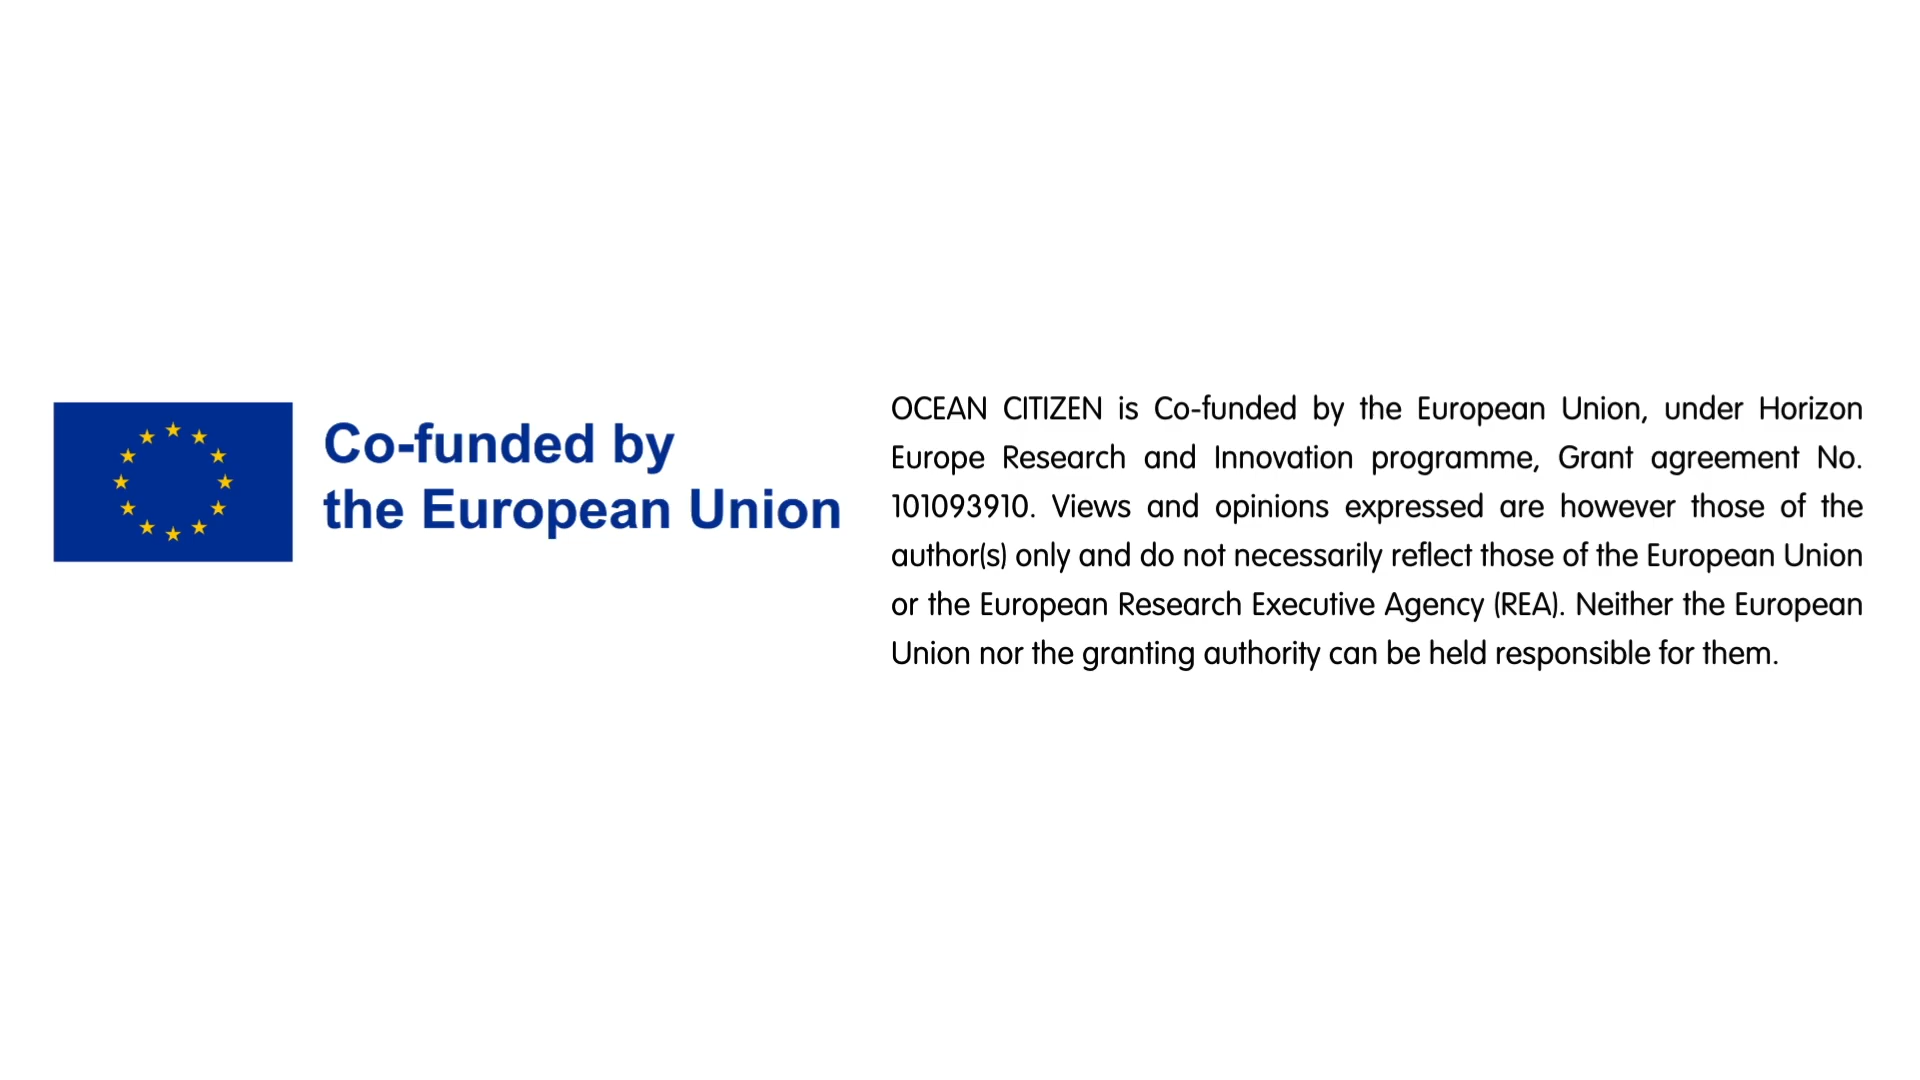 Co-funded by
the European Union
OCEAN CITIZEN is Co-funded by the European Union, under Horizon
Europe Research and Innovation programme, Grant agreement No.
101093910. Views and opinions expressed are however those of the
author(s) only and do not necessarily reflect those of the European Union
or the European Research Executive Agency (REA). Neither the European
Union nor the granting authority can be held responsible for them.